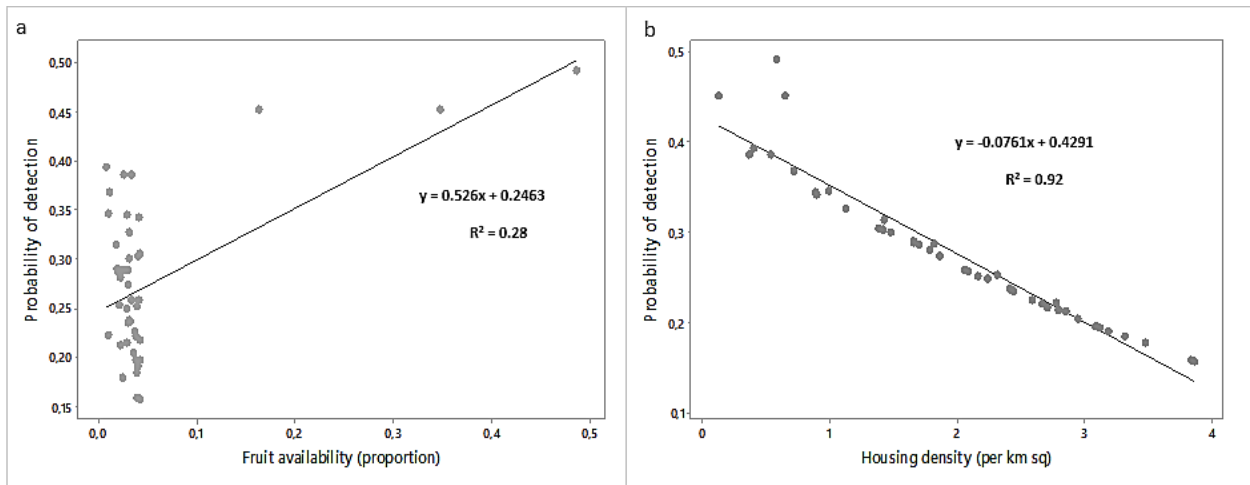 a
0,50
0,45
0,40
0,35
0,30
0,25
0,20
0,15
Probability of detection
y = 0.526x + 0.2463
R² = 0.28
0,0 0,1 0,2 0,3 0,4 0,5
Fruit availability (proportion)
b
0,5
0,4
0,3
0,2
0,1
Probability of detection
y = -0.0761x + 0.4291
R² = 0.92
0 1 2 3 4
Housing density (per km sq)